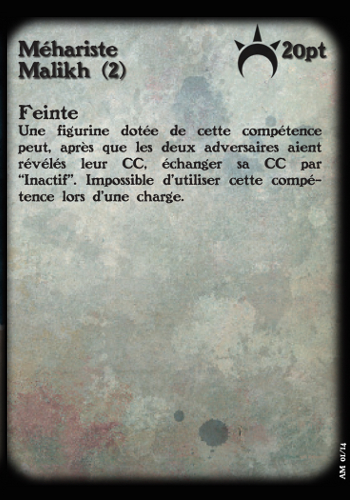 Méhariste
Malikh (2)
20pt
Feinte
Une figurine dotée de cette compétence
peut, après que les deux adversaires aient
révélés leur CC, échanger sa CC par
“Inactif”. Impossible d’utiliser cette compé-
tence lors d’une charge.
AM 01/14